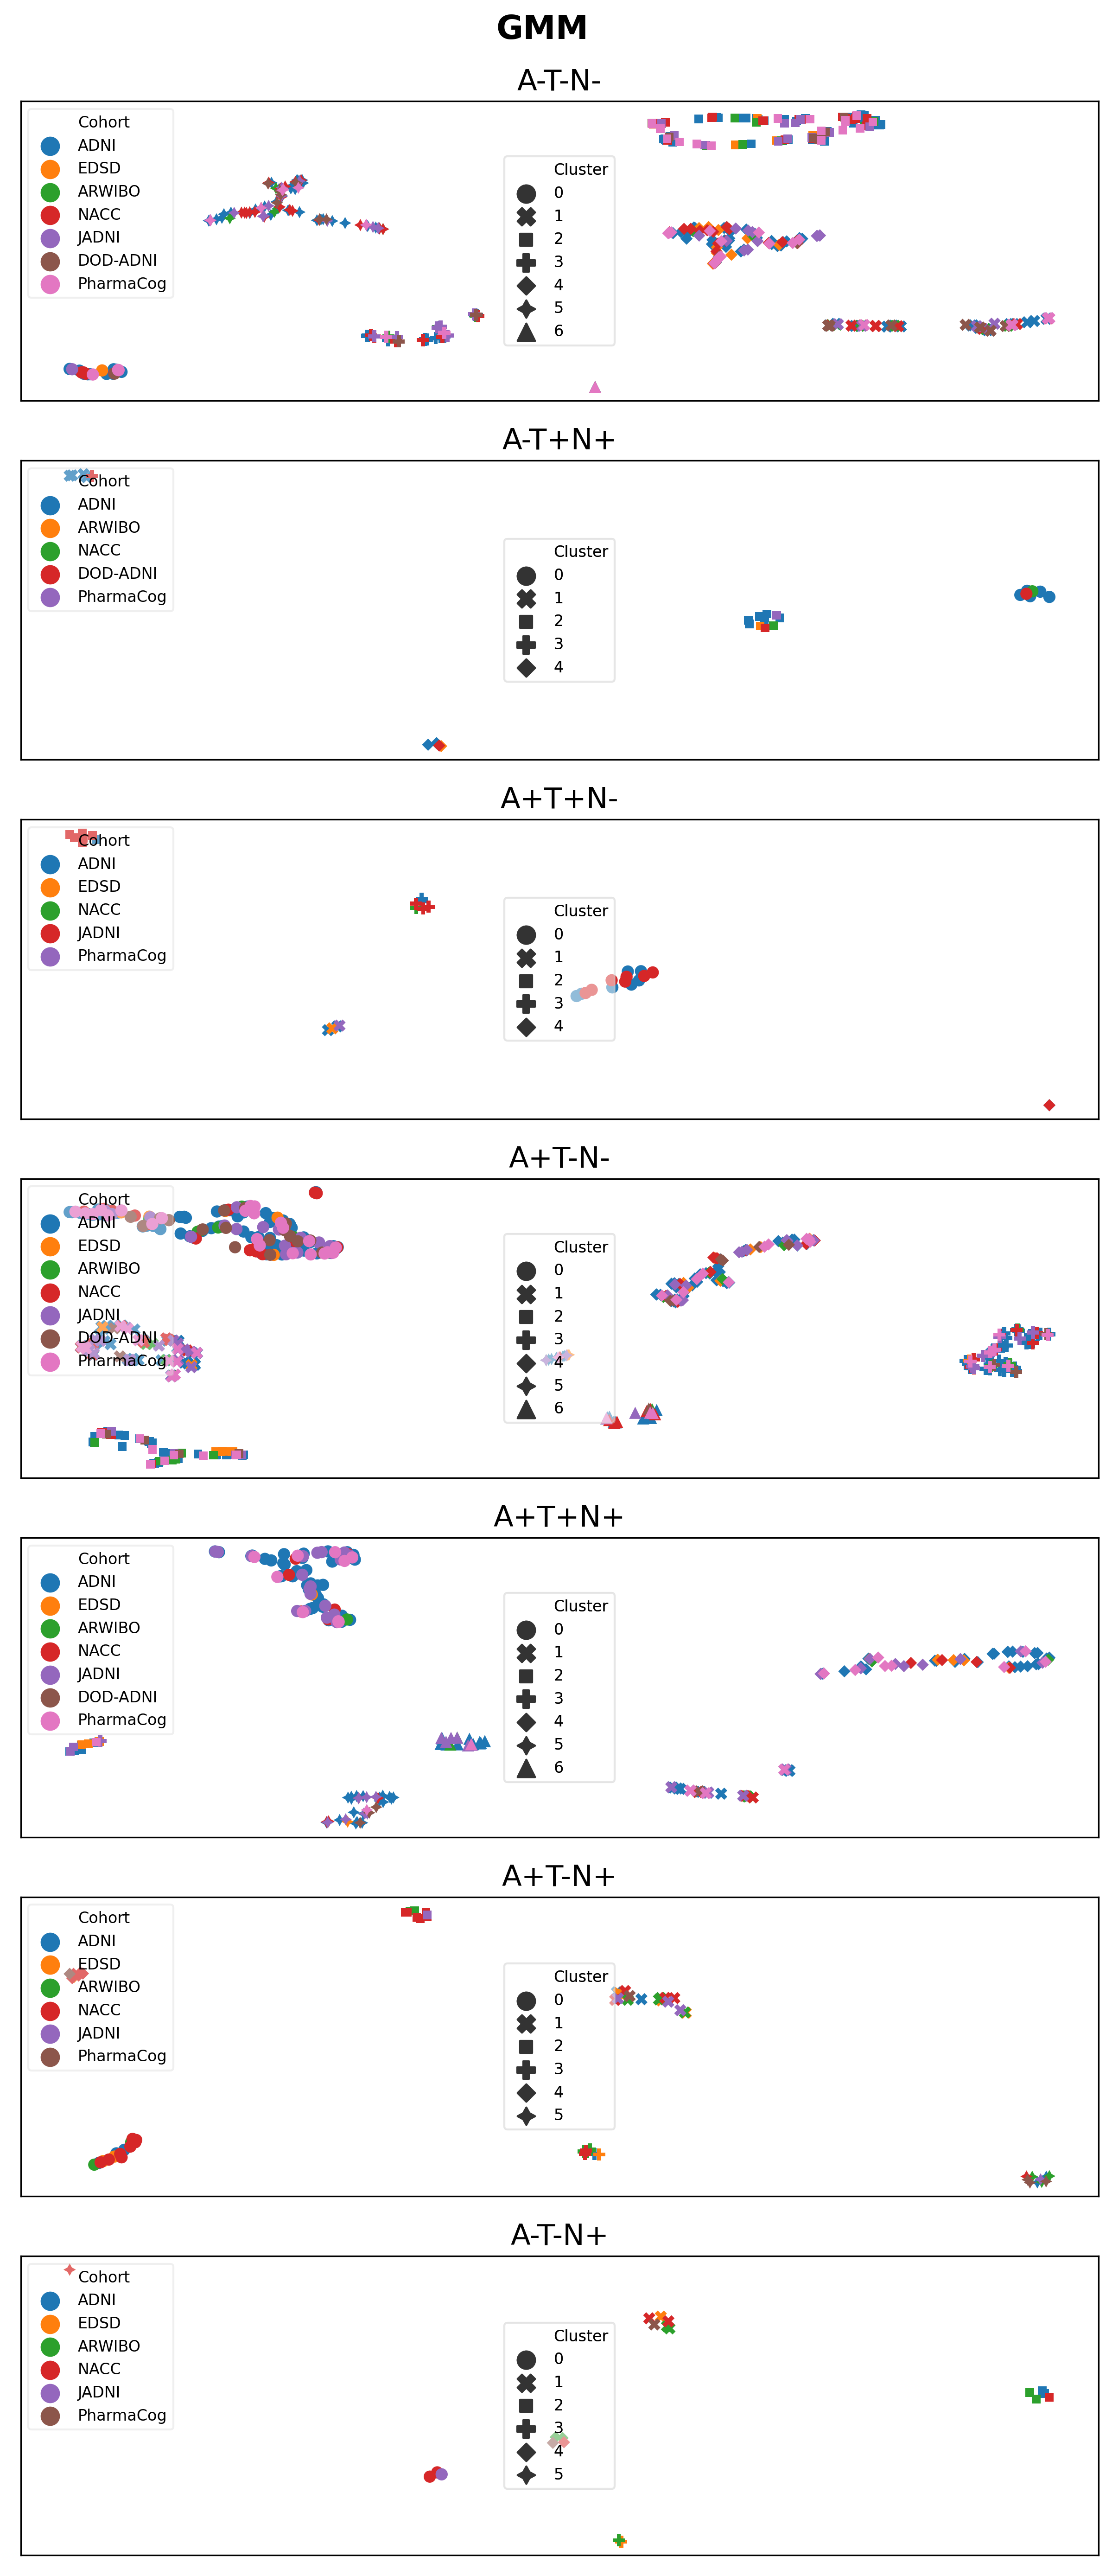 GMM
A-T-N-
Cohort
ADNI
EDSD
ARWIBO
NACC
JADNI
DOD-ADNI
PharmaCog
Cluster
0
1
2
3
4
5
6
A-T+N+
Cohort
ADNI
ARWIBO
NACC
DOD-ADNI
PharmaCog
Cluster
0
1
2
3
4
A+T+N-
Cohort
ADNI
EDSD
NACC
JADNI
PharmaCog
Cluster
0
1
2
3
4
A+T-N-
Cohort
ADNI
EDSD
ARWIBO
NACC
JADNI
DOD-ADNI
PharmaCog
Cluster
0
1
2
3
4
5
6
A+T+N+
Cohort
ADNI
EDSD
ARWIBO
NACC
JADNI
DOD-ADNI
PharmaCog
Cluster
0
1
2
3
4
5
6
A+T-N+
Cohort
ADNI
EDSD
ARWIBO
NACC
JADNI
PharmaCog
Cluster
0
1
2
3
4
5
A-T-N+
Cohort
ADNI
EDSD
ARWIBO
NACC
JADNI
PharmaCog
Cluster
0
1
2
3
4
5